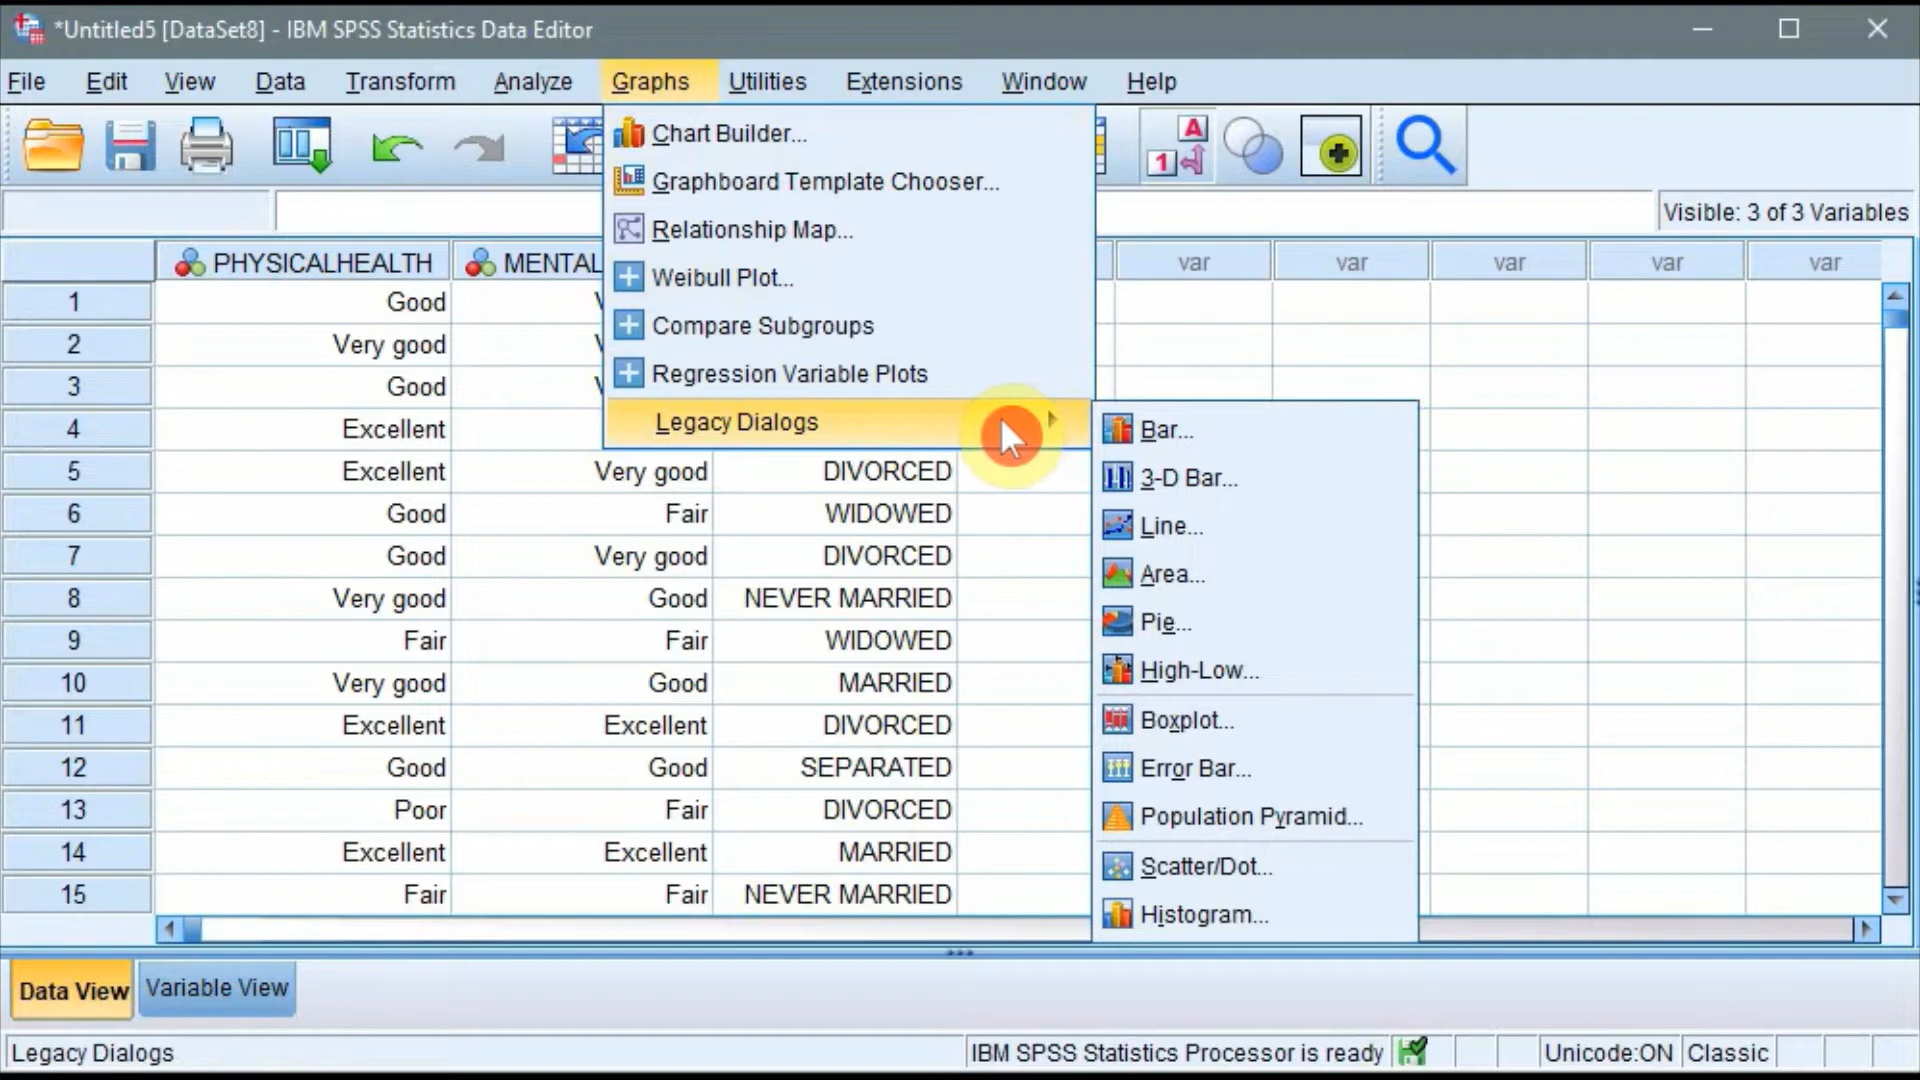 *Untitled5 [DataSet8] - IBM SPSS Statistics Data Editor
File Edit View Data Transform Analyze Graphs Utilities Extensions Window Help
Chart Builder...
Graphboard Template Chooser...
Relationship Map...
Weibull Plot...
Compare Subgroups
Regression Variable Plots
Legacy Dialogs
Bar...
3-D Bar...
Line...
Area...
Pie...
High-Low...
Boxplot...
Error Bar...
Population Pyramid...
Scatter/Dot...
Histogram...
A
1
Visible: 3 of 3 Variables
PHYSICALHEALTH MENTAL var var var var var
1 Good V
2 Very good V
3 Good V
4 Excellent
5 Excellent Very good DIVORCED
6 Good Fair WIDOWED
7 Good Very good DIVORCED
8 Very good Good NEVER MARRIED
9 Fair Fair WIDOWED
10 Very good Good MARRIED
11 Excellent Excellent DIVORCED
12 Good Good SEPARATED
13 Poor Fair DIVORCED
14 Excellent Excellent MARRIED
15 Fair Fair NEVER MARRIED
Data View Variable View
Legacy Dialogs IBM SPSS Statistics Processor is ready Unicode:ON Classic